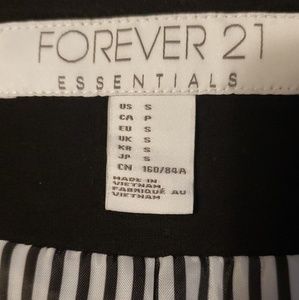 FOREVER 21
ESSENTIALS
US S
CA P
EU S
UK S
KR S
JP S
CN 160/84A
MADE IN
VIETNAM
FABRIQUÉ AU
VIETNAM